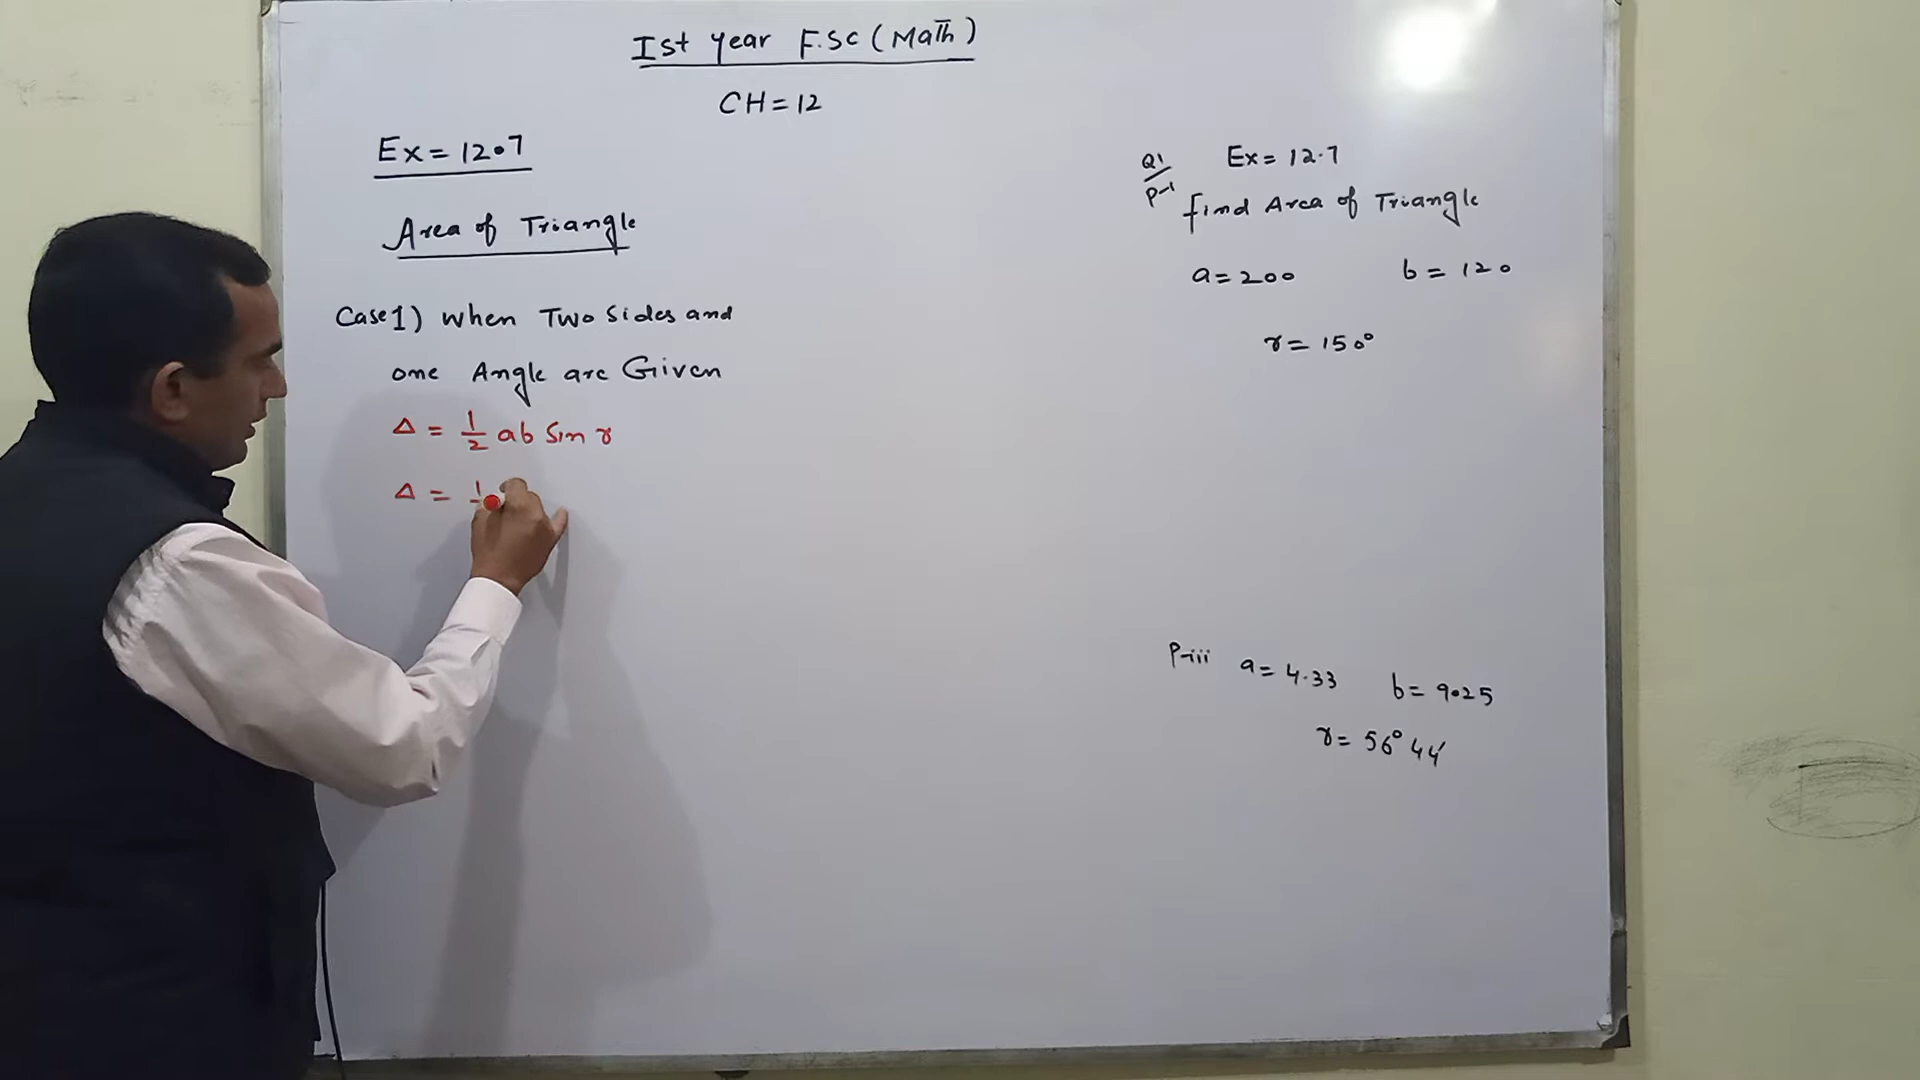 Ist year F.Sc (Math)
CH = 12
Ex = 12.7
Area of Triangle
Case 1) when Two sides and
one Angle are Given
Δ = 1/2 ab Sin γ
Δ = 1
Q1/P-1 Ex = 12.7
find Area of Triangle
a = 200 b = 120
γ = 150°
P-iii a = 4.33 b = 9.25
γ = 56° 44′